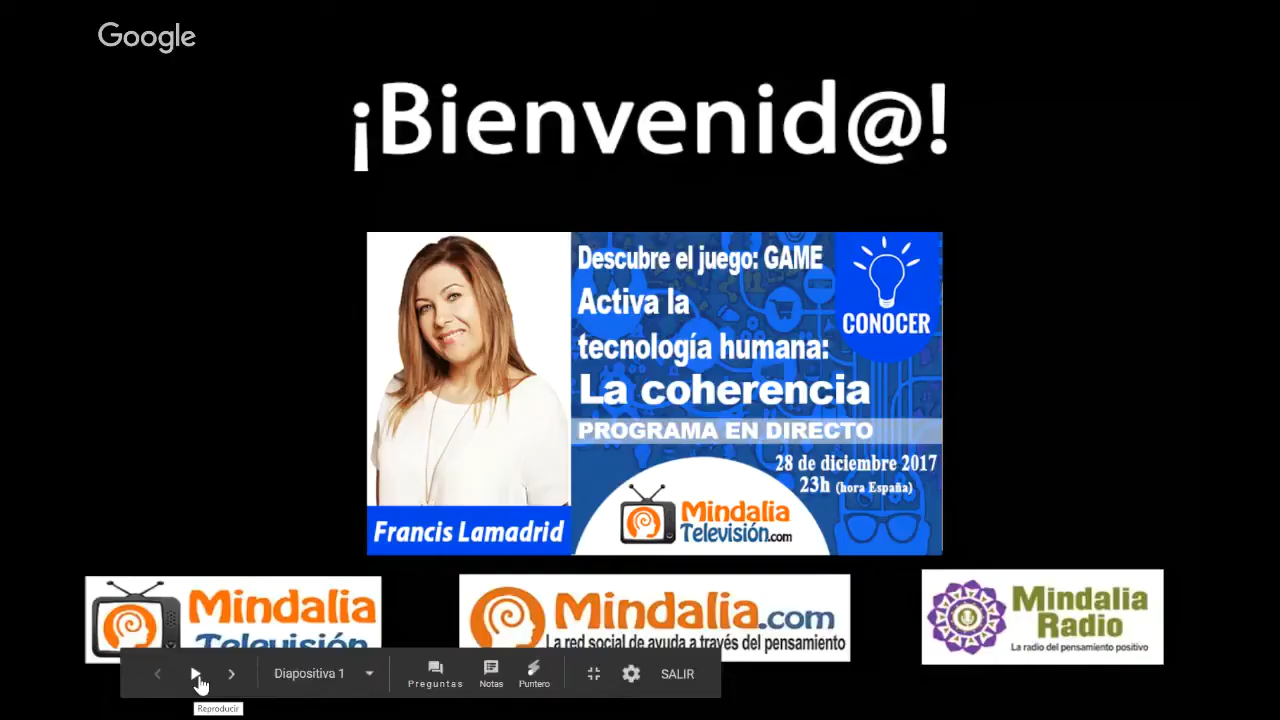 Google
¡Bienvenid@!
Descubre el juego: GAME
Activa la
tecnología humana:
La coherencia
PROGRAMA EN DIRECTO
28 de diciembre 2017
23h (hora España)
CONOCER
Francis Lamadrid
Mindalia
Televisión.com
Mindalia
Televisión
Mindalia.com
La red social de ayuda a través del pensamiento
Mindalia
Radio
La radio del pensamiento positivo
Diapositiva 1
Preguntas
Notas
Puntero
SALIR
Reproducir